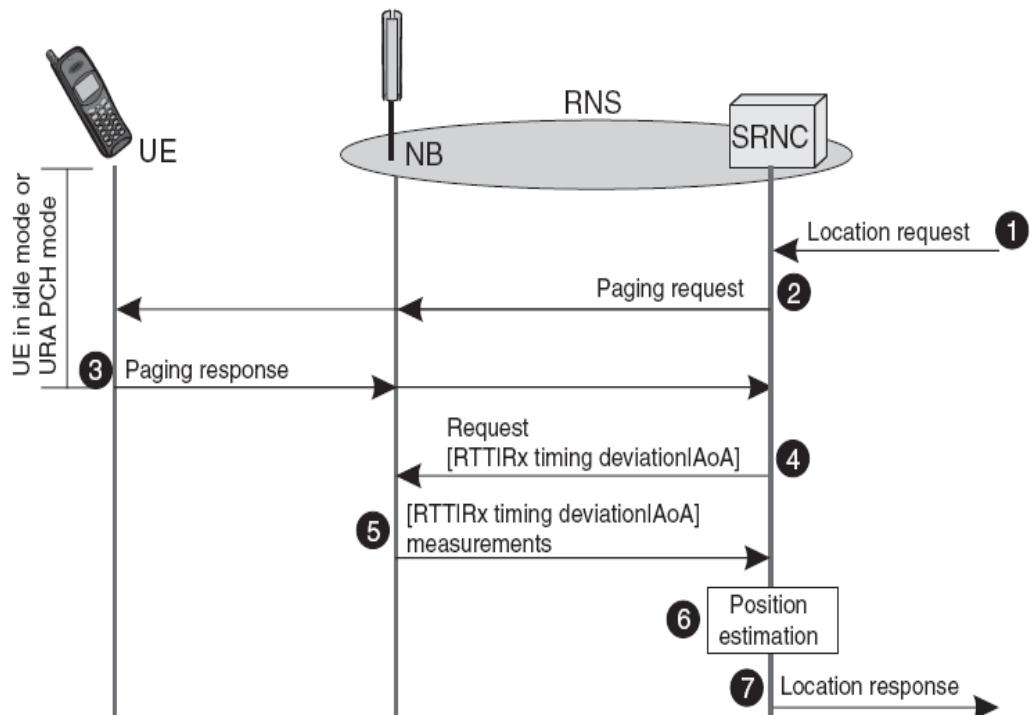 RNS
UE
NB
SRNC
UE in idle mode or
URA PCH mode
1
Location request
2
Paging request
3
Paging response
4
Request
[RTT|Rx timing deviation|AoA]
5
[RTT|Rx timing deviation|AoA]
measurements
6
Position
estimation
7
Location response